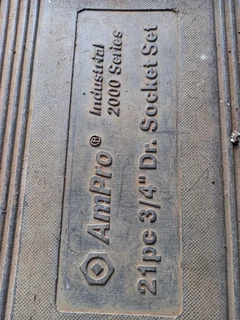 AmPro® Industrial
2000 Series
21pc 3/4" Dr. Socket Set